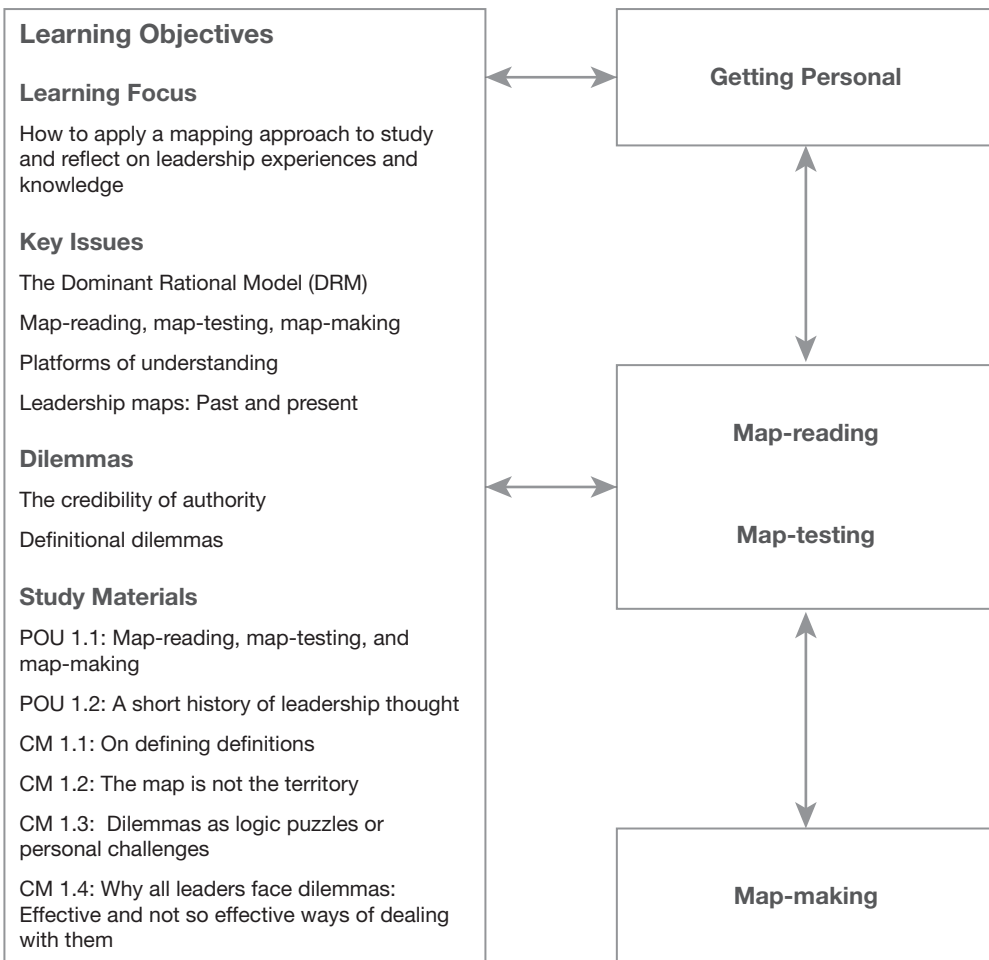 Learning Objectives
Learning Focus
How to apply a mapping approach to study
and reflect on leadership experiences and
knowledge
Key Issues
The Dominant Rational Model (DRM)
Map-reading, map-testing, map-making
Platforms of understanding
Leadership maps: Past and present
Dilemmas
The credibility of authority
Definitional dilemmas
Study Materials
POU 1.1: Map-reading, map-testing, and
map-making
POU 1.2: A short history of leadership thought
CM 1.1: On defining definitions
CM 1.2: The map is not the territory
CM 1.3: Dilemmas as logic puzzles or
personal challenges
CM 1.4: Why all leaders face dilemmas:
Effective and not so effective ways of dealing
with them
Getting Personal
Map-reading
Map-testing
Map-making